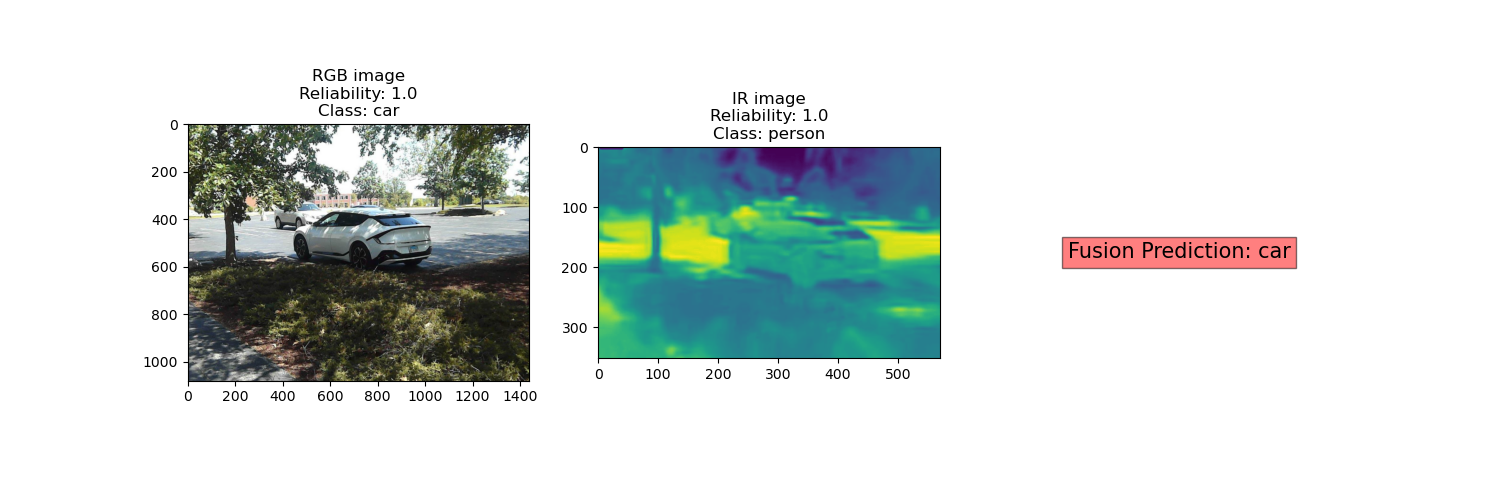 RGB image
Reliability: 1.0
Class: car
0
200
400
600
800
1000
0 200 400 600 800 1000 1200 1400
IR image
Reliability: 1.0
Class: person
0
100
200
300
0 100 200 300 400 500
Fusion Prediction: car